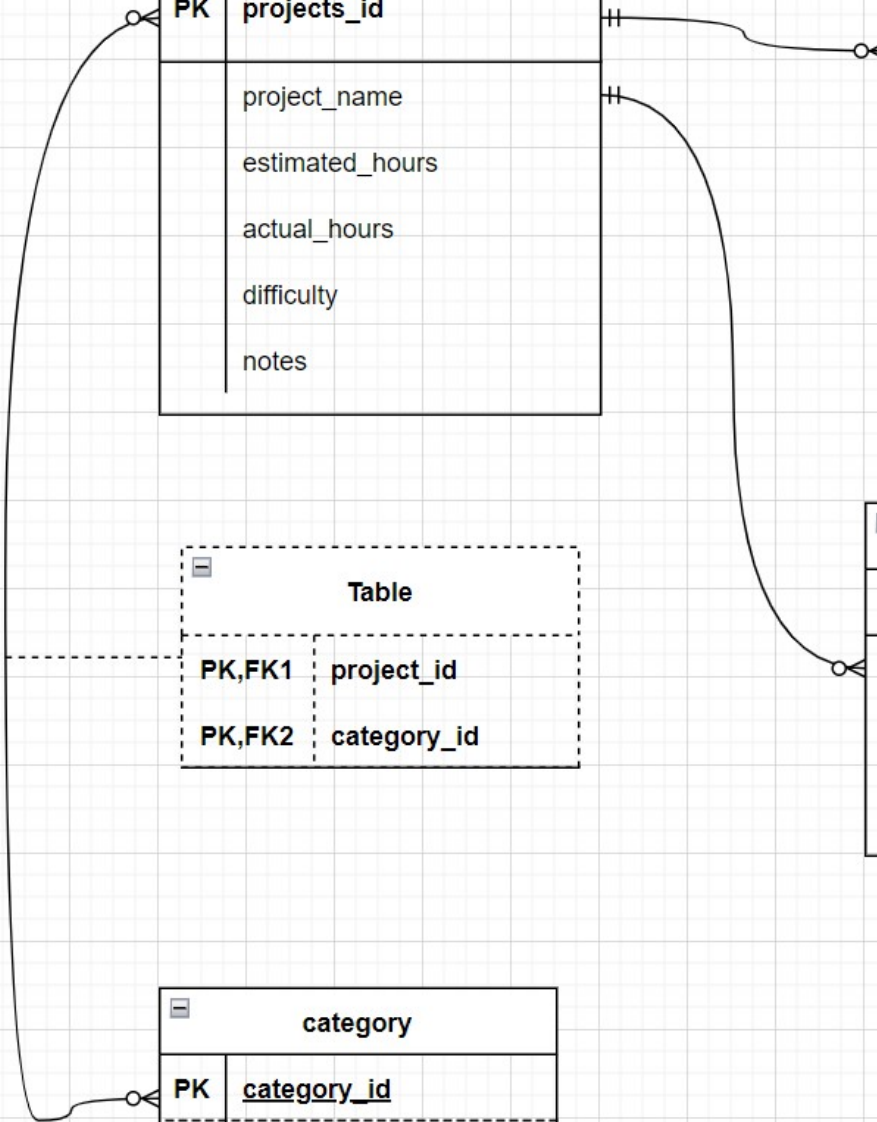 PK projects_id
project_name
estimated_hours
actual_hours
difficulty
notes
Table
PK,FK1 project_id
PK,FK2 category_id
category
PK category_id